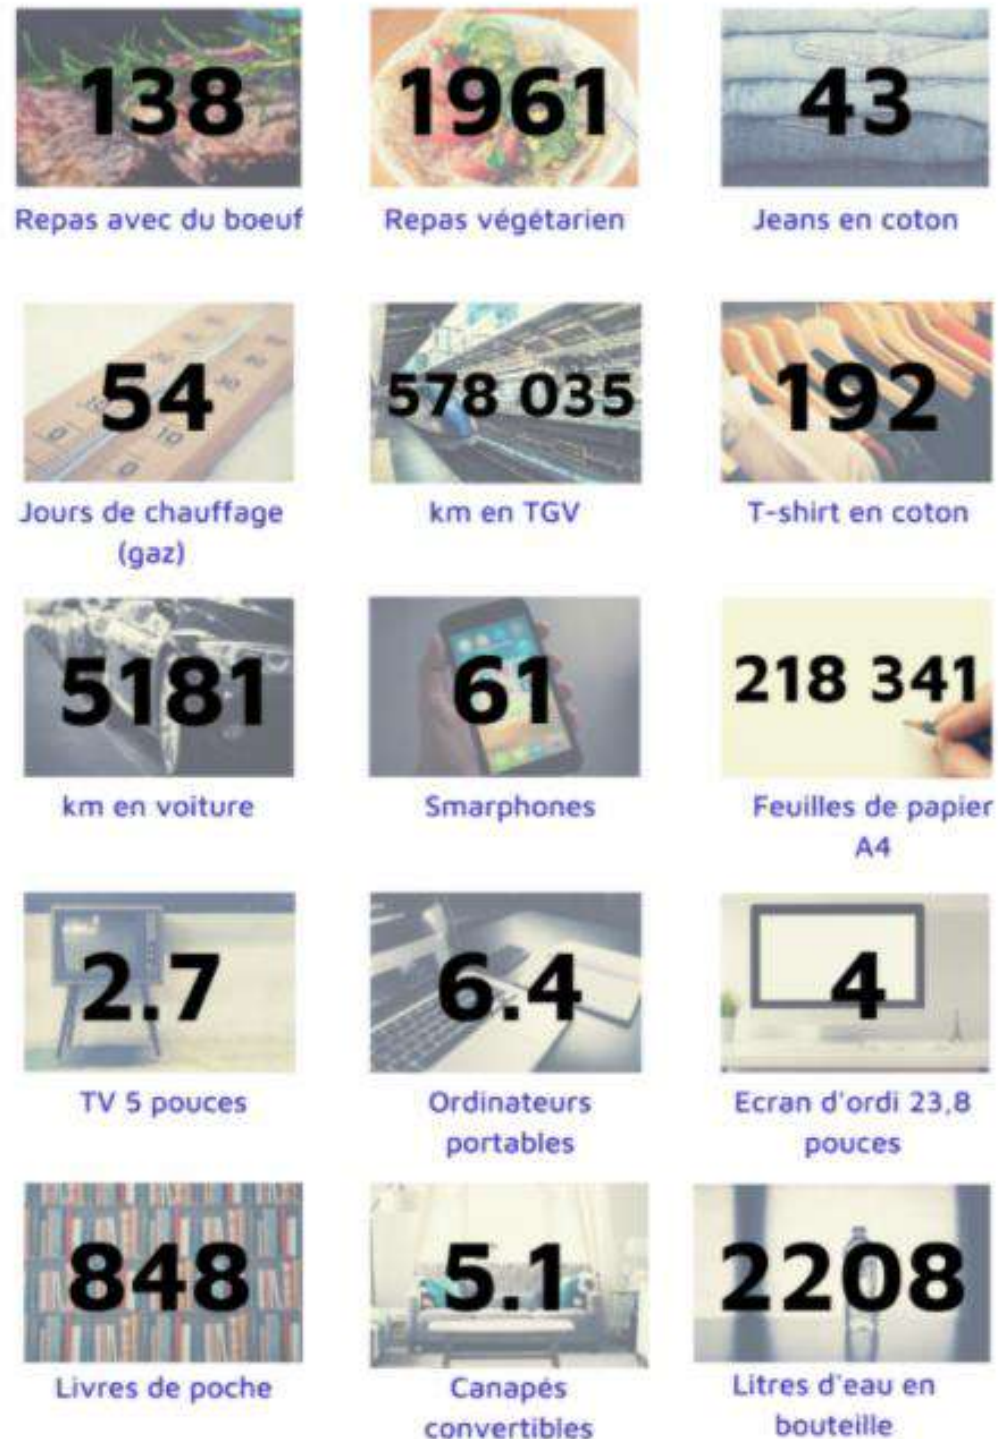 138
1961
43
Repas avec du boeuf
Repas végétarien
Jeans en coton
54
578 035
192
Jours de chauffage
(gaz)
km en TGV
T-shirt en coton
5181
61
218 341
km en voiture
Smarphones
Feuilles de papier
A4
2.7
6.4
4
TV 5 pouces
Ordinateurs
portables
Ecran d'ordi 23,8
pouces
848
5.1
2208
Livres de poche
Canapés
convertibles
Litres d'eau en
bouteille